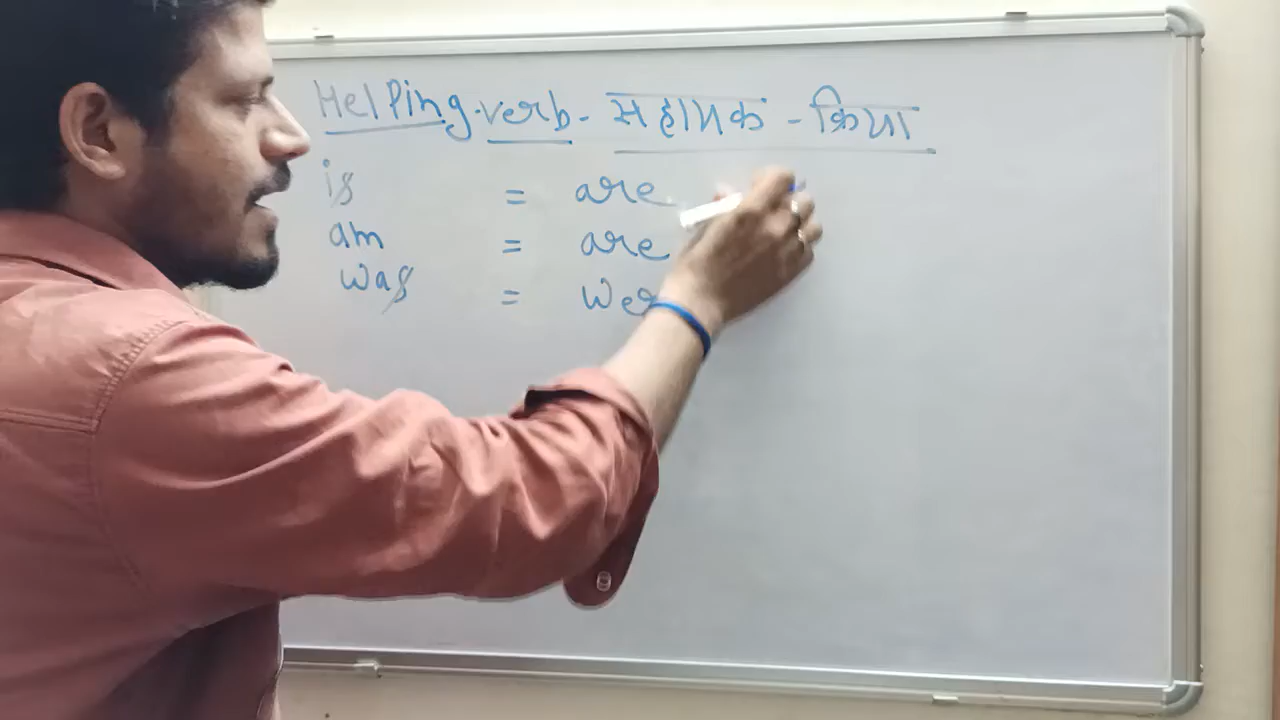 Helping verb - सहायक - क्रिया
is = are
am = are
was =